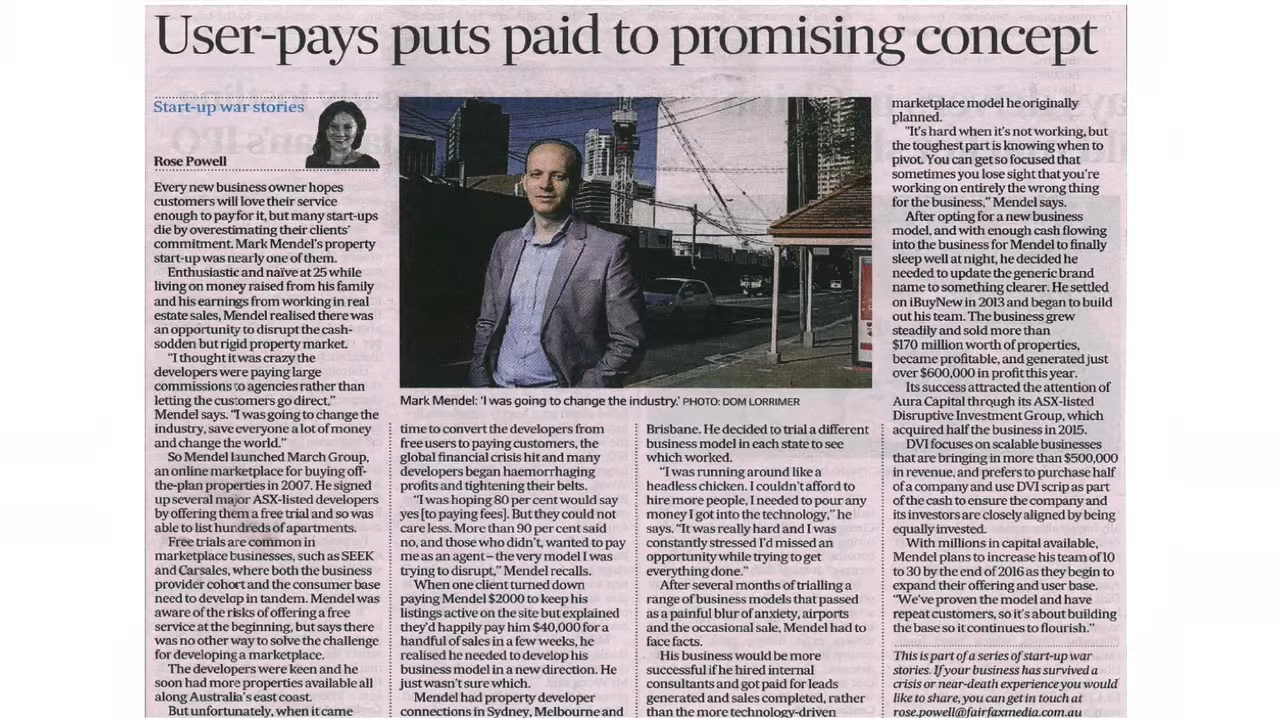 User-pays puts paid to promising concept
Start-up war stories
Rose Powell
Every new business owner hopes
customers will love their service
enough to pay for it, but many start-ups
die by overestimating their clients'
commitment. Mark Mendel's property
start-up was nearly one of them.
Enthusiastic and naïve at 25 while
living on money raised from his family
and his earnings from working in real
estate sales, Mendel realised there was
an opportunity to disrupt the cash-
sodden but rigid property market.
"I thought it was crazy the
developers were paying large
commissions to agencies rather than
letting the customers go direct,"
Mendel says. "I was going to change the
industry, save everyone a lot of money
and change the world."
So Mendel launched March Group,
an online marketplace for buying off-
the-plan properties in 2007. He signed
up several major ASX-listed developers
by offering them a free trial and so was
able to list hundreds of apartments.
Free trials are common in
marketplace businesses, such as SEEK
and Carsales, where both the business
provider cohort and the consumer base
need to develop in tandem. Mendel was
aware of the risks of offering a free
service at the beginning, but says there
was no other way to solve the challenge
for developing a marketplace.
The developers were keen and he
soon had more properties available all
along Australia's east coast.
But unfortunately, when it came
Mark Mendel: 'I was going to change the industry.' PHOTO: DOM LORRIMER
time to convert the developers from
free users to paying customers, the
global financial crisis hit and many
developers began haemorrhaging
profits and tightening their belts.
"I was hoping 80 per cent would say
yes [to paying fees]. But they could not
care less. More than 90 per cent said
no, and those who didn't, wanted to pay
me as an agent – the very model I was
trying to disrupt," Mendel recalls.
When one client turned down
paying Mendel $2000 to keep his
listings active on the site but explained
they'd happily pay him $40,000 for a
handful of sales in a few weeks, he
realised he needed to develop his
business model in a new direction. He
just wasn't sure which.
Mendel had property developer
connections in Sydney, Melbourne and
Brisbane. He decided to trial a different
business model in each state to see
which worked.
"I was running around like a
headless chicken. I couldn't afford to
hire more people, I needed to pour any
money I got into the technology," he
says. "It was really hard and I was
constantly stressed I'd missed an
opportunity while trying to get
everything done."
After several months of trialling a
range of business models that passed
as a painful blur of anxiety, airports
and the occasional sale, Mendel had to
face facts.
His business would be more
successful if he hired internal
consultants and got paid for leads
generated and sales completed, rather
than the more technology-driven
marketplace model he originally
planned.
"It's hard when it's not working, but
the toughest part is knowing when to
pivot. You can get so focused that
sometimes you lose sight that you're
working on entirely the wrong thing
for the business," Mendel says.
After opting for a new business
model, and with enough cash flowing
into the business for Mendel to finally
sleep well at night, he decided he
needed to update the generic brand
name to something clearer. He settled
on iBuyNew in 2013 and began to build
out his team. The business grew
steadily and sold more than
$170 million worth of properties,
became profitable, and generated just
over $600,000 in profit this year.
Its success attracted the attention of
Aura Capital through its ASX-listed
Disruptive Investment Group, which
acquired half the business in 2015.
DVI focuses on scalable businesses
that are bringing in more than $500,000
in revenue, and prefers to purchase half
of a company and use DVI scrip as part
of the cash to ensure the company and
its investors are closely aligned by being
equally invested.
With millions in capital available,
Mendel plans to increase his team of 10
to 30 by the end of 2016 as they begin to
expand their offering and user base.
"We've proven the model and have
repeat customers, so it's about building
the base so it continues to flourish."
This is part of a series of start-up war
stories. If your business has survived a
crisis or near-death experience you would
like to share, you can get in touch at
rose.powell@fairfaxmedia.com.au